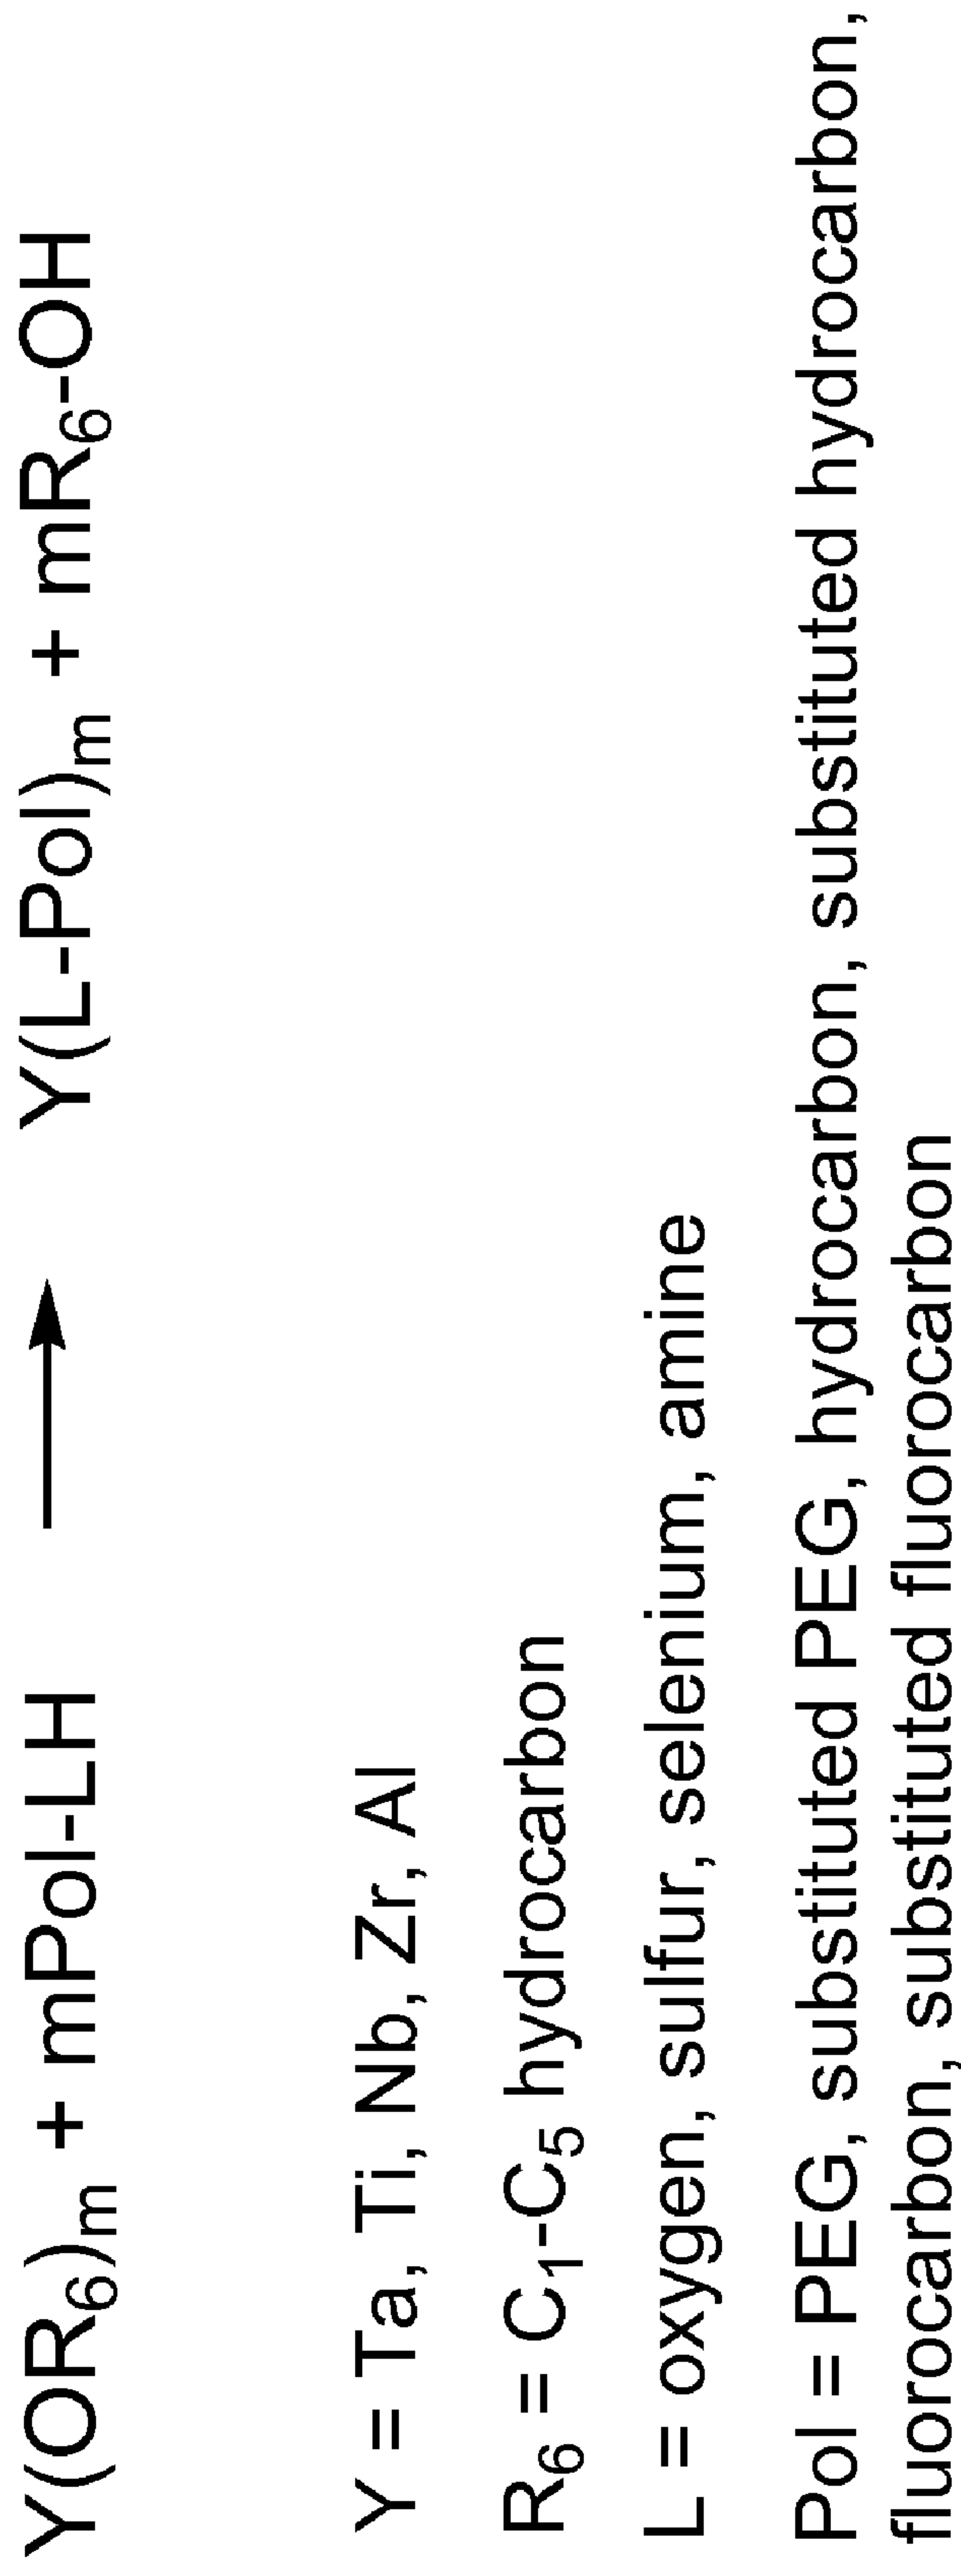 Y(OR₆)ₘ + mPol-LH ⟶ Y(L-Pol)ₘ + mR₆-OH
Y = Ta, Ti, Nb, Zr, Al
R₆ = C₁-C₅ hydrocarbon
L = oxygen, sulfur, selenium, amine
Pol = PEG, substituted PEG, hydrocarbon, substituted hydrocarbon,
fluorocarbon, substituted fluorocarbon